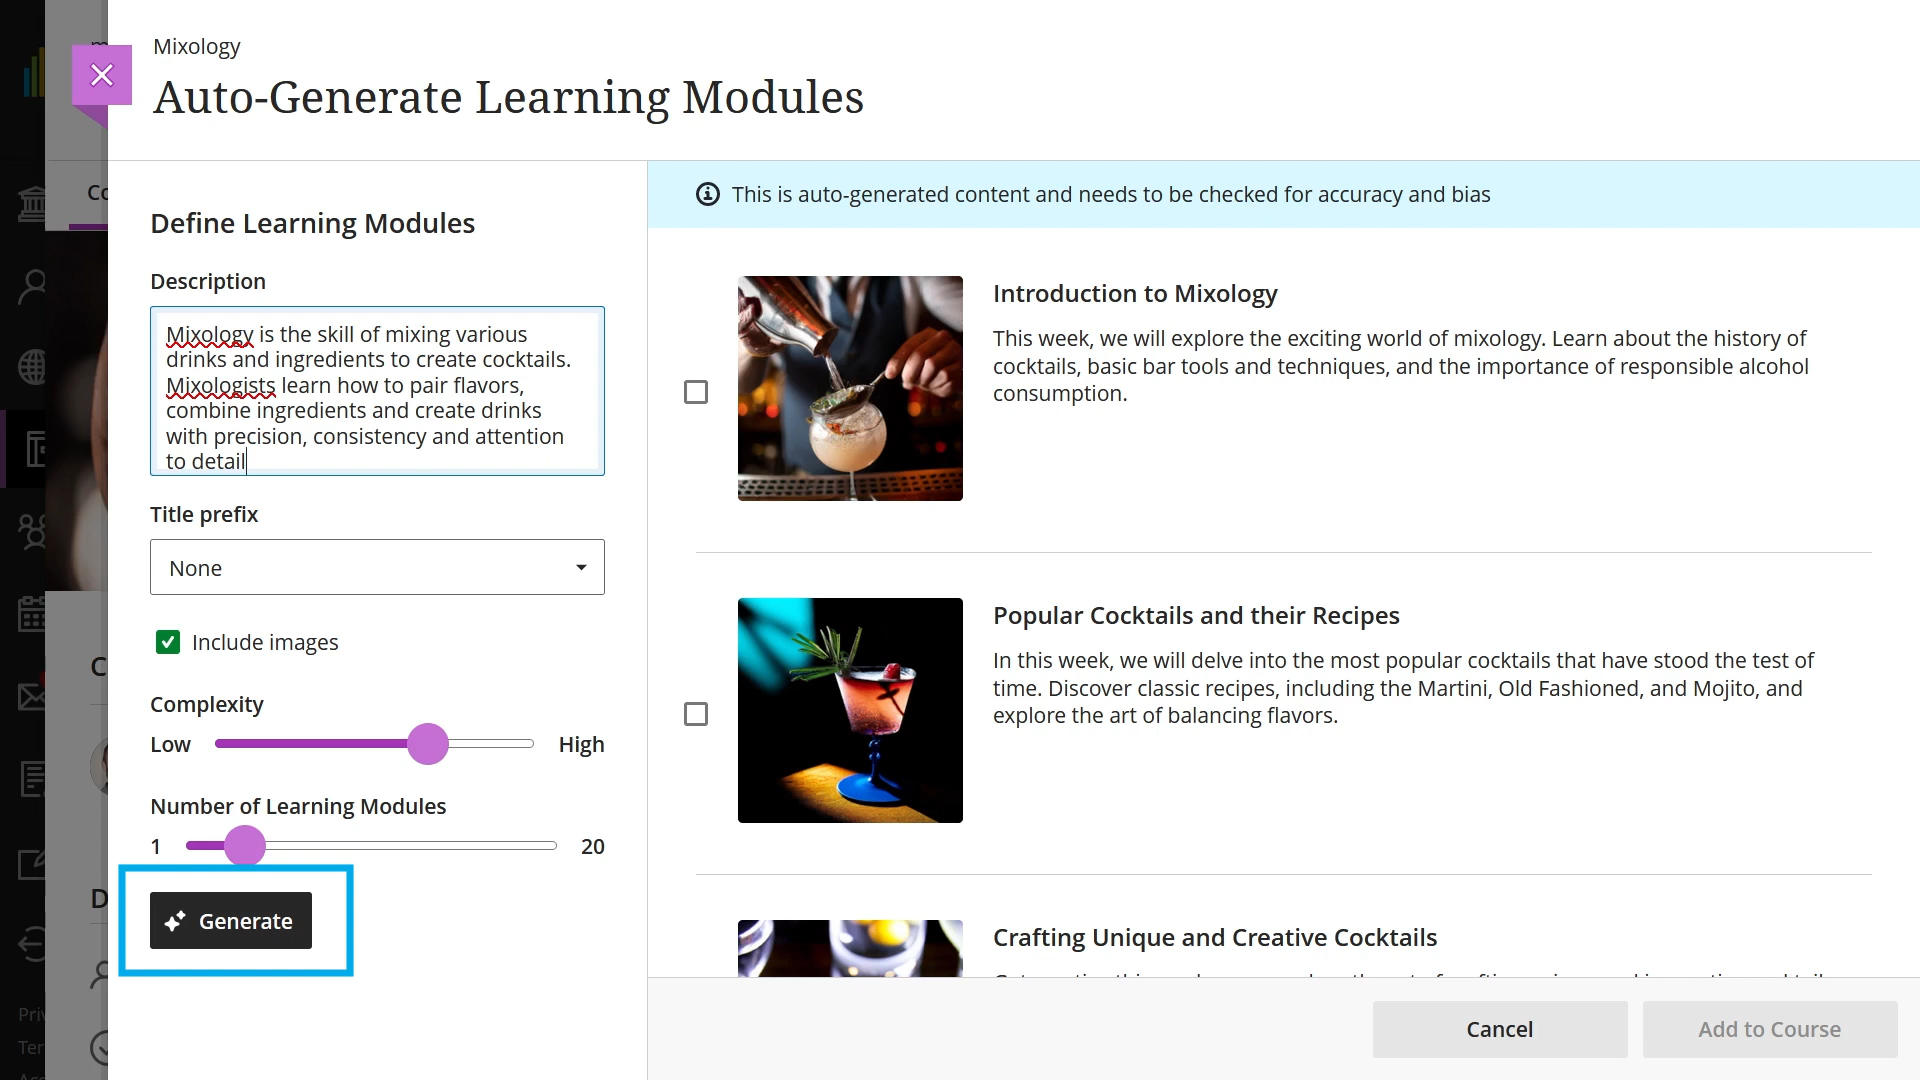 Mixology
Auto-Generate Learning Modules
Co
Define Learning Modules
Description
Mixology is the skill of mixing various
drinks and ingredients to create cocktails.
Mixologists learn how to pair flavors,
combine ingredients and create drinks
with precision, consistency and attention
to detail
Title prefix
None
Include images
Complexity
Low High
Number of Learning Modules
1 20
Generate
This is auto-generated content and needs to be checked for accuracy and bias
Introduction to Mixology
This week, we will explore the exciting world of mixology. Learn about the history of
cocktails, basic bar tools and techniques, and the importance of responsible alcohol
consumption.
Popular Cocktails and their Recipes
In this week, we will delve into the most popular cocktails that have stood the test of
time. Discover classic recipes, including the Martini, Old Fashioned, and Mojito, and
explore the art of balancing flavors.
Crafting Unique and Creative Cocktails
Cancel
Add to Course
C
D
Priv
Ter